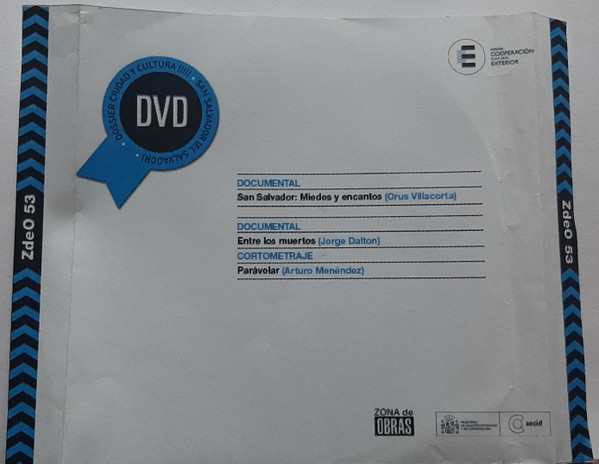 DOSSIER CIUDAD Y CULTURA (III) • SAN SALVADOR (EL SALVADOR) •
DVD
E
COOPERACIÓN
EXTERIOR
ZdeO 53
DOCUMENTAL
San Salvador: Miedos y encantos (Orus Villacorta)
DOCUMENTAL
Entre los muertos (Jorge Dalton)
CORTOMETRAJE
Parávolar (Arturo Menéndez)
ZdeO 53
ZONA de
OBRAS
aecid